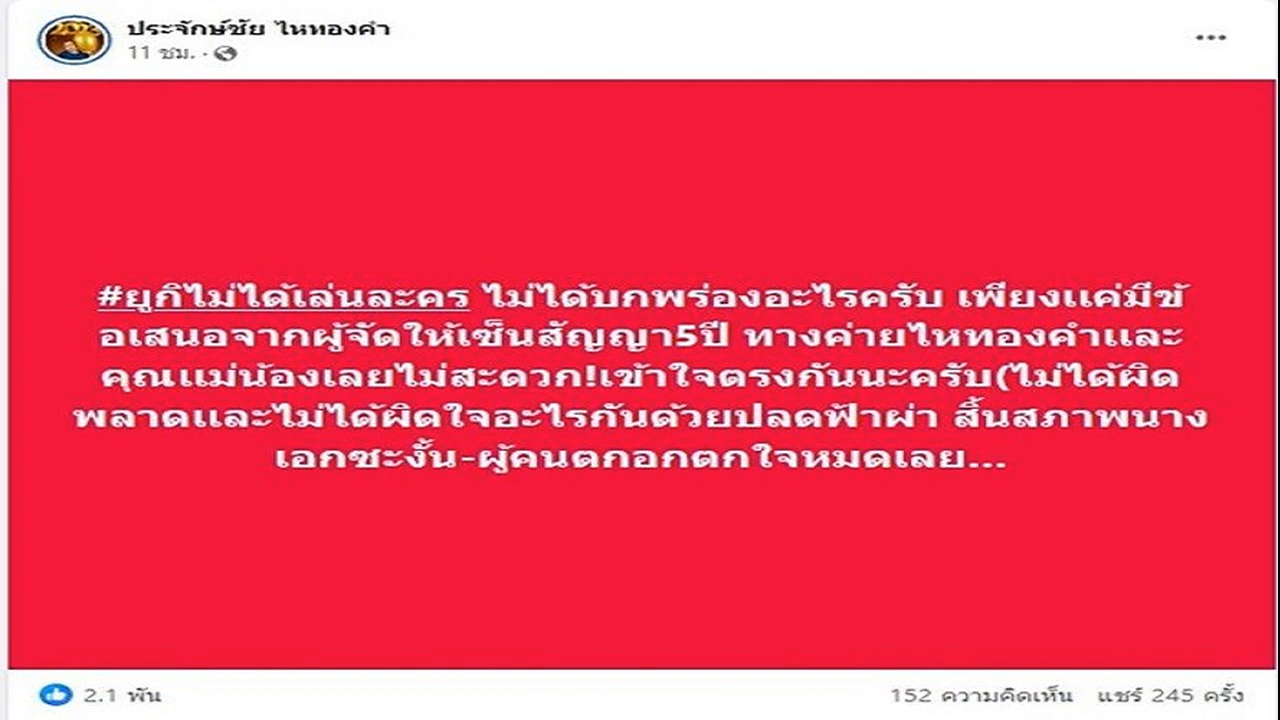 ประจักษ์ชัย ไหทองคำ
11 ชม. ·
#ยูกิไม่ได้เล่นละคร ไม่ได้บกพร่องอะไรครับ เพียงแค่มีข้
อเสนอจากผู้จัดให้เซ็นสัญญา5ปี ทางค่ายไหทองคำและ
คุณแม่น้องเลยไม่สะดวก!เข้าใจตรงกันนะครับ(ไม่ได้ผิด
พลาดและไม่ได้ผิดใจอะไรกันด้วยปลดฟ้าผ่า สิ้นสภาพนาง
เอกซะงั้น-ผู้คนตกอกตกใจหมดเลย...
2.1 พัน
152 ความคิดเห็น แชร์ 245 ครั้ง